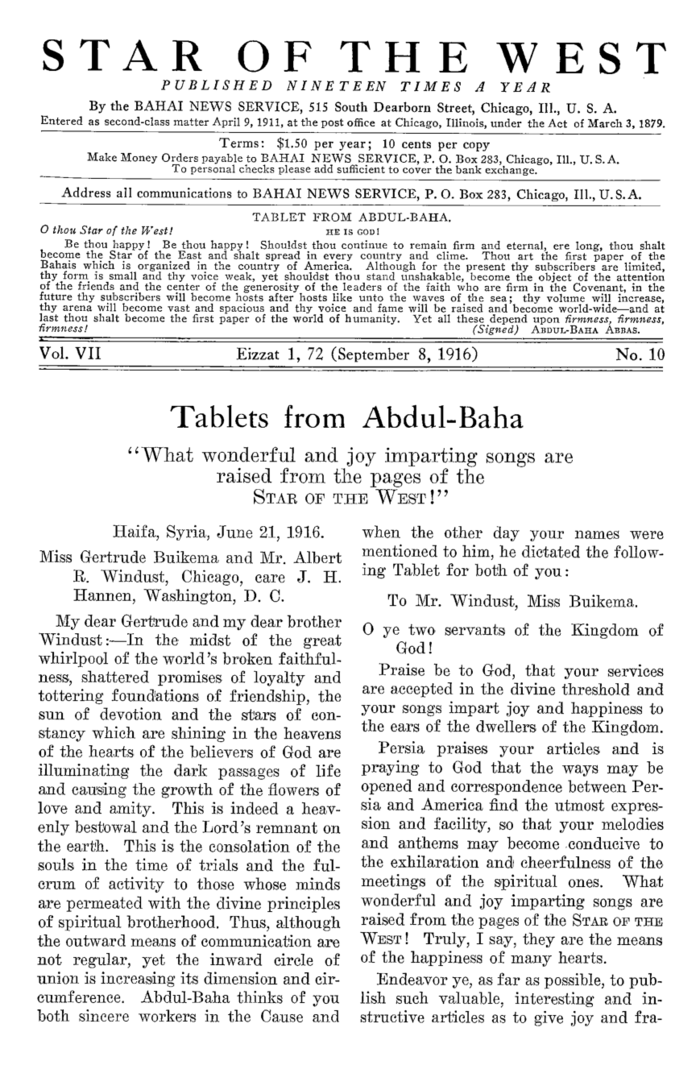 STAR OF THE WEST
PUBLISHED NINETEEN TIMES A YEAR
By the BAHAI NEWS SERVICE, 515 South Dearborn Street, Chicago, Ill., U. S. A.
Entered as second-class matter April 9, 1911, at the post office at Chicago, Illinois, under the Act of March 3, 1879.
Terms: $1.50 per year; 10 cents per copy
Make Money Orders payable to BAHAI NEWS SERVICE, P. O. Box 283, Chicago, Ill., U. S. A.
To personal checks please add sufficient to cover the bank exchange.
Address all communications to BAHAI NEWS SERVICE, P. O. Box 283, Chicago, Ill., U.S.A.
TABLET FROM ABDUL-BAHA.
O thou Star of the West! HE IS GOD!
Be thou happy! Be thou happy! Shouldst thou continue to remain firm and eternal, ere long, thou shalt
become the Star of the East and shalt spread in every country and clime. Thou art the first paper of the
Bahais which is organized in the country of America. Although for the present thy subscribers are limited,
thy form is small and thy voice weak, yet shouldst thou stand unshakable, become the object of the attention
of the friends and the center of the generosity of the leaders of the faith who are firm in the Covenant, in the
future thy subscribers will become hosts after hosts like unto the waves of the sea; thy volume will increase,
thy arena will become vast and spacious and thy voice and fame will be raised and become world-wide—and at
last thou shalt become the first paper of the world of humanity. Yet all these depend upon firmness, firmness,
firmness! (Signed) ABDUL-BAHA ABBAS.
Vol. VII Eizzat 1, 72 (September 8, 1916) No. 10
Tablets from Abdul-Baha
"What wonderful and joy imparting songs are
raised from the pages of the
STAR OF THE WEST!"
Haifa, Syria, June 21, 1916.
Miss Gertrude Buikema and Mr. Albert
R. Windust, Chicago, care J. H.
Hannen, Washington, D. C.
My dear Gertrude and my dear brother
Windust:—In the midst of the great
whirlpool of the world's broken faithful-
ness, shattered promises of loyalty and
tottering foundations of friendship, the
sun of devotion and the stars of con-
stancy which are shining in the heavens
of the hearts of the believers of God are
illuminating the dark passages of life
and causing the growth of the flowers of
love and amity. This is indeed a heav-
enly bestowal and the Lord's remnant on
the earth. This is the consolation of the
souls in the time of trials and the ful-
crum of activity to those whose minds
are permeated with the divine principles
of spiritual brotherhood. Thus, although
the outward means of communication are
not regular, yet the inward circle of
union is increasing its dimension and cir-
cumference. Abdul-Baha thinks of you
both sincere workers in the Cause and
when the other day your names were
mentioned to him, he dictated the follow-
ing Tablet for both of you:
To Mr. Windust, Miss Buikema.
O ye two servants of the Kingdom of
God!
Praise be to God, that your services
are accepted in the divine threshold and
your songs impart joy and happiness to
the ears of the dwellers of the Kingdom.
Persia praises your articles and is
praying to God that the ways may be
opened and correspondence between Per-
sia and America find the utmost expres-
sion and facility, so that your melodies
and anthems may become conducive to
the exhilaration and cheerfulness of the
meetings of the spiritual ones. What
wonderful and joy imparting songs are
raised from the pages of the STAR OF THE
WEST! Truly, I say, they are the means
of the happiness of many hearts.
Endeavor ye, as far as possible, to pub-
lish such valuable, interesting and in-
structive articles as to give joy and fra-